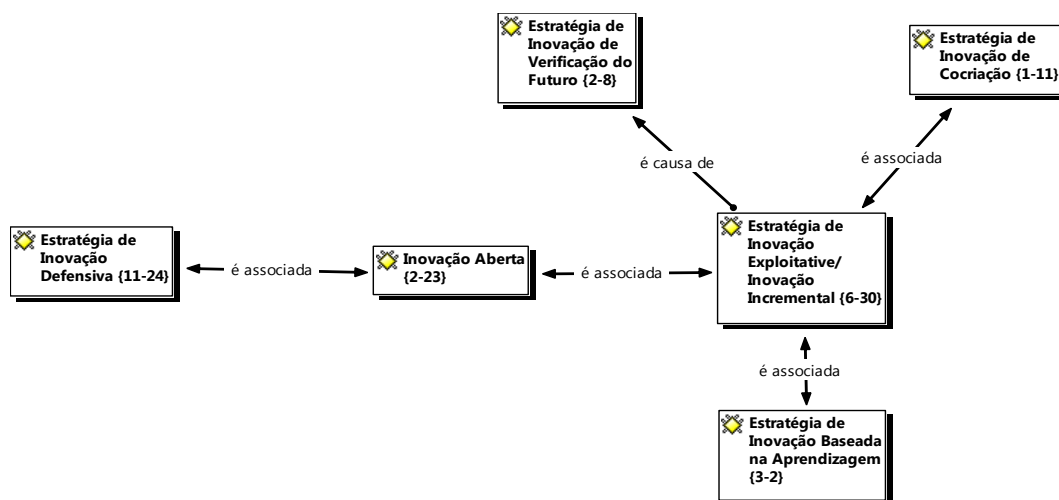 Estratégia de
Inovação de
Verificação do
Futuro {2-8}
Estratégia de
Inovação de
Cocriação {1-11}
é causa de
é associada
Estratégia de
Inovação
Defensiva {11-24}
é associada
Inovação Aberta
{2-23}
é associada
Estratégia de
Inovação
Exploitative/
Inovação
Incremental {6-30}
é associada
Estratégia de
Inovação Baseada
na Aprendizagem
{3-2}